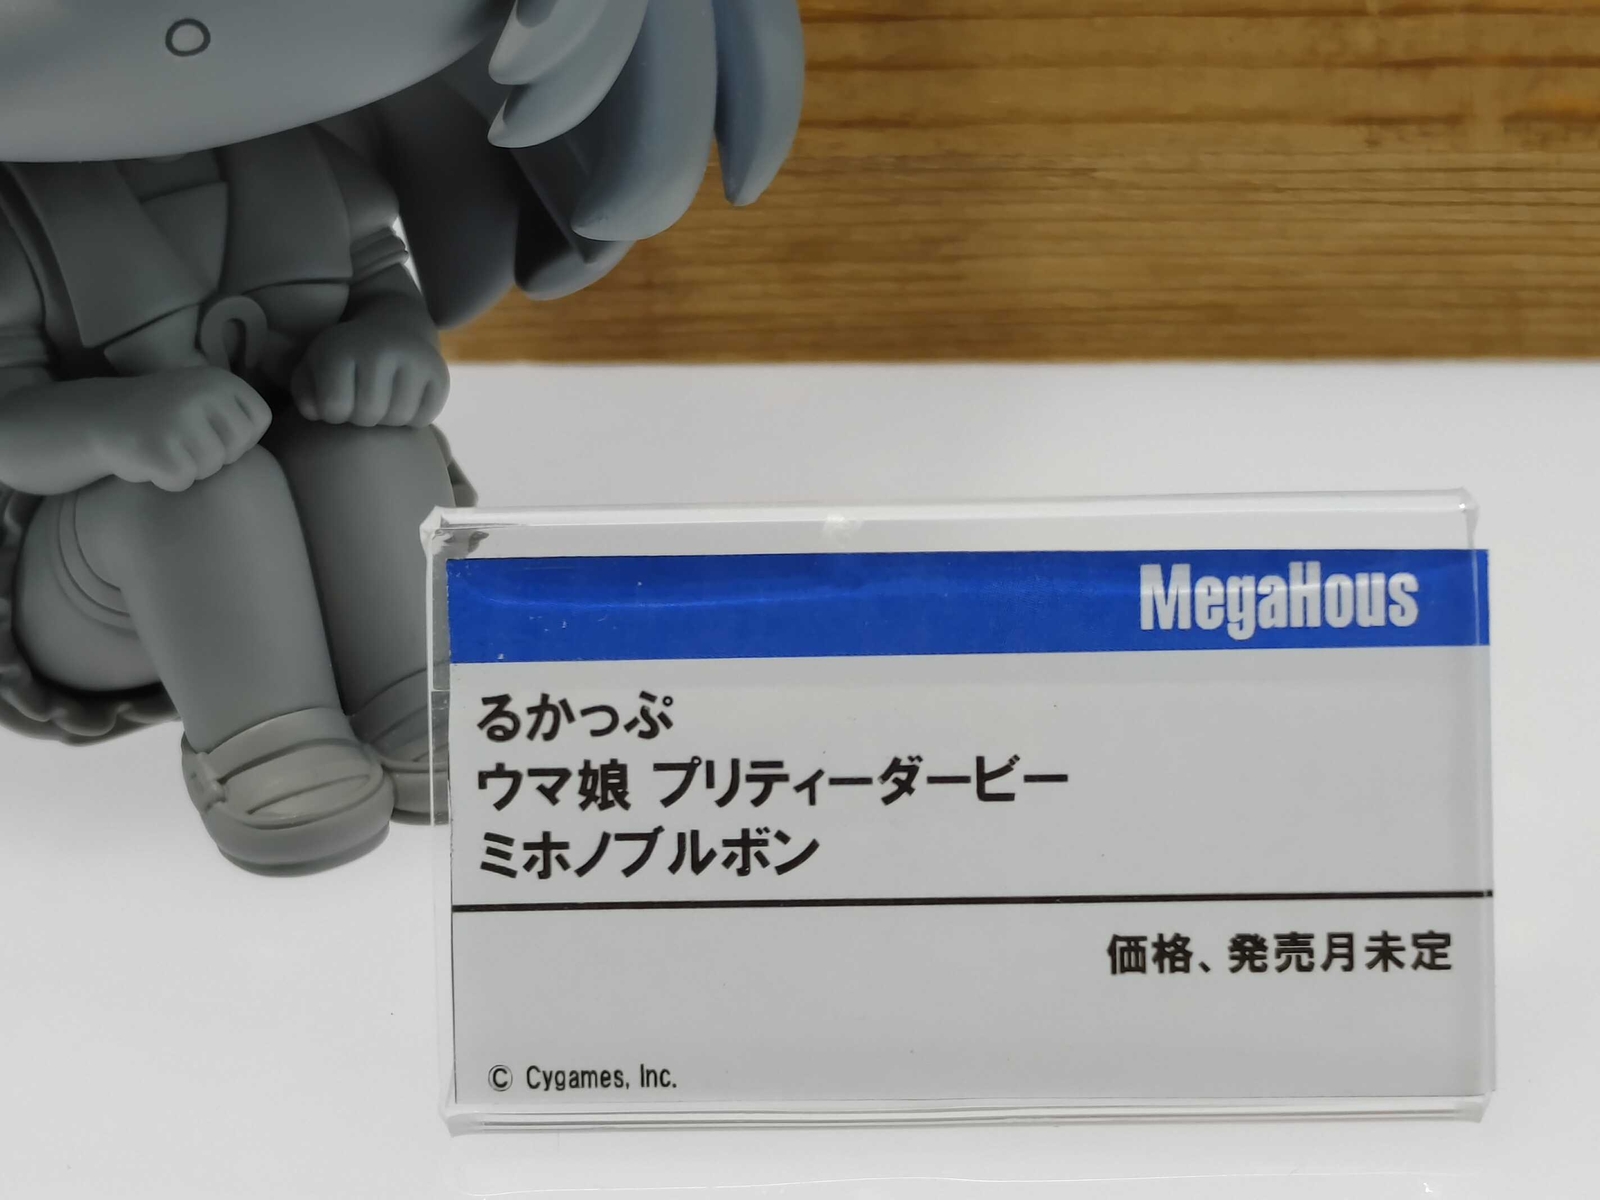 MegaHous
るかっぷ
ウマ娘 プリティーダービー
ミホノブルボン
価格、発売月未定
© Cygames, Inc.